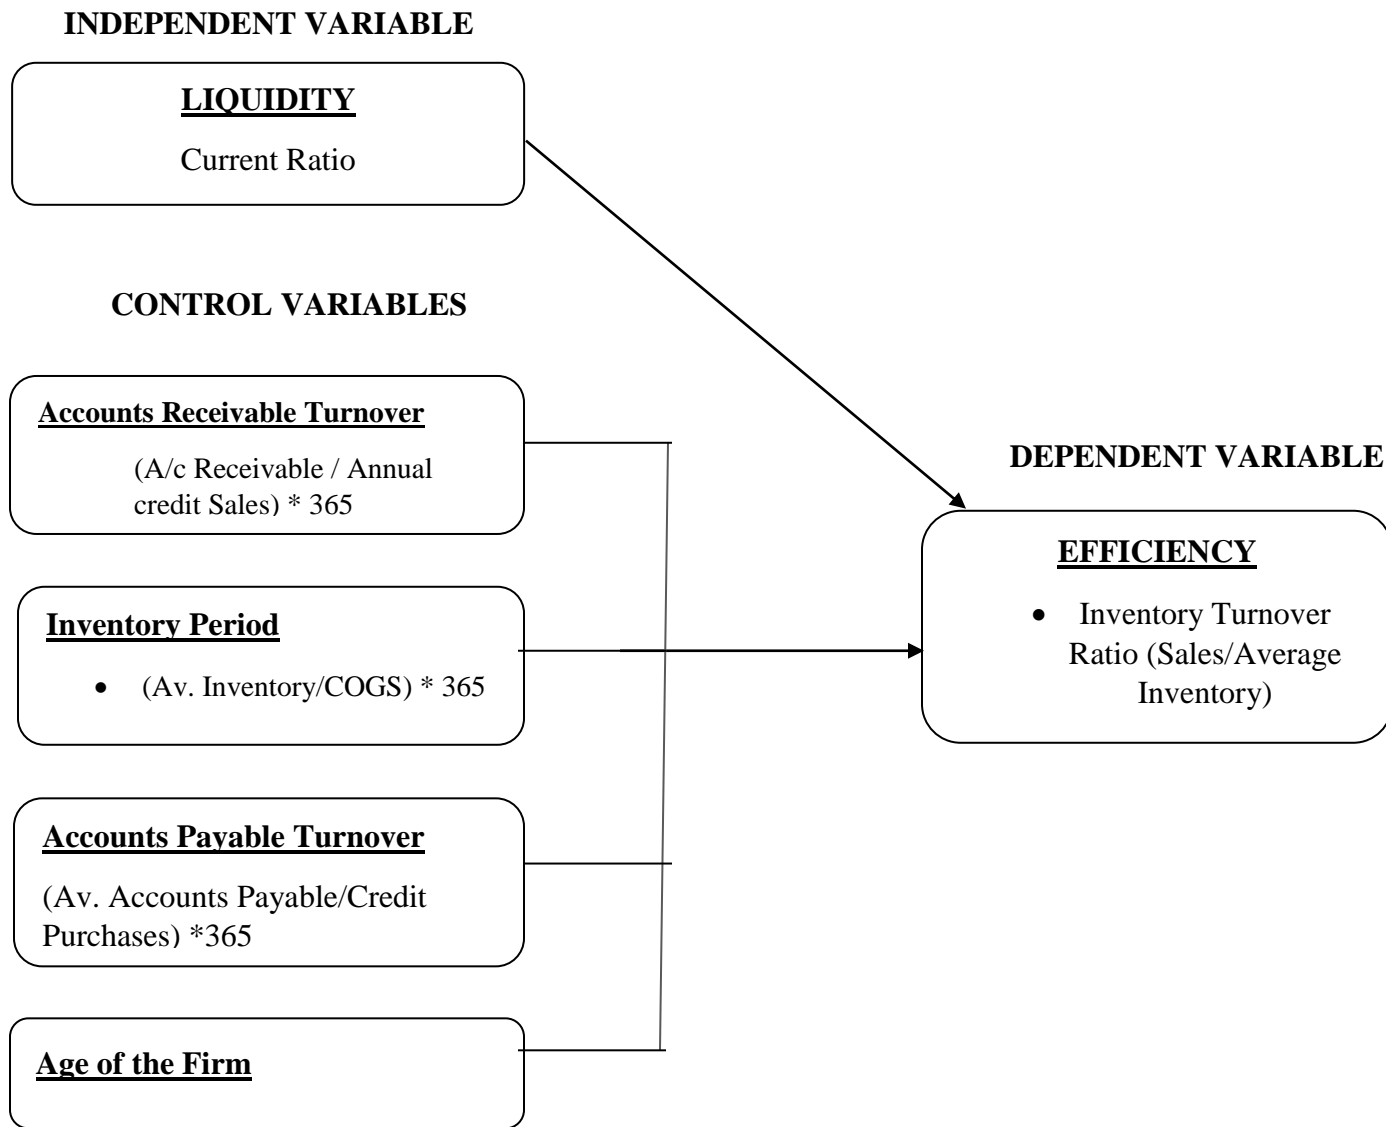 INDEPENDENT VARIABLE
LIQUIDITY
Current Ratio
CONTROL VARIABLES
Accounts Receivable Turnover
(A/c Receivable / Annual
credit Sales) * 365
Inventory Period
• (Av. Inventory/COGS) * 365
Accounts Payable Turnover
(Av. Accounts Payable/Credit
Purchases) *365
Age of the Firm
DEPENDENT VARIABLE
EFFICIENCY
• Inventory Turnover
Ratio (Sales/Average
Inventory)